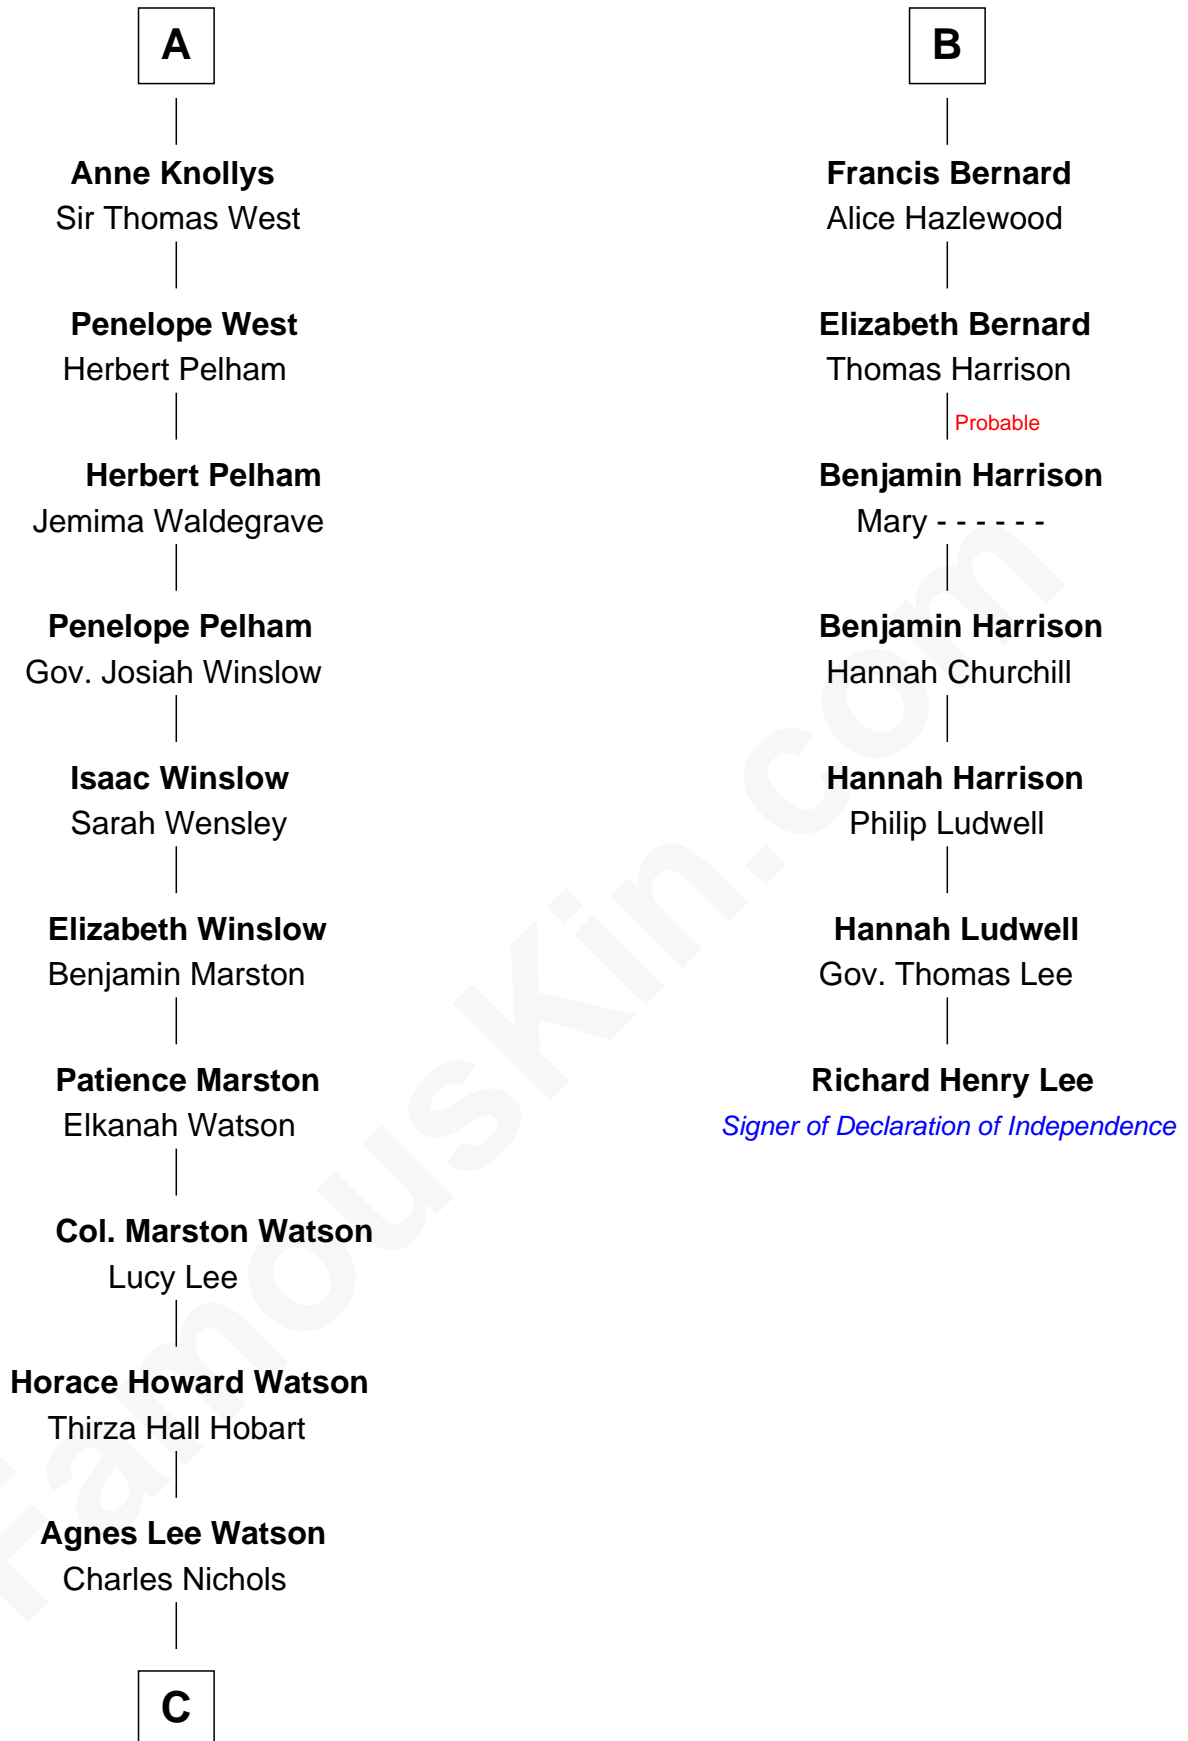 A
Anne Knollys
Sir Thomas West
Penelope West
Herbert Pelham
Herbert Pelham
Jemima Waldegrave
Penelope Pelham
Gov. Josiah Winslow
Isaac Winslow
Sarah Wensley
Elizabeth Winslow
Benjamin Marston
Patience Marston
Elkanah Watson
Col. Marston Watson
Lucy Lee
Horace Howard Watson
Thirza Hall Hobart
Agnes Lee Watson
Charles Nichols
C
B
Francis Bernard
Alice Hazlewood
Elizabeth Bernard
Thomas Harrison
Probable
Benjamin Harrison
Mary - - - - - -
Benjamin Harrison
Hannah Churchill
Hannah Harrison
Philip Ludwell
Hannah Ludwell
Gov. Thomas Lee
Richard Henry Lee
Signer of Declaration of Independence
FamousKin.com